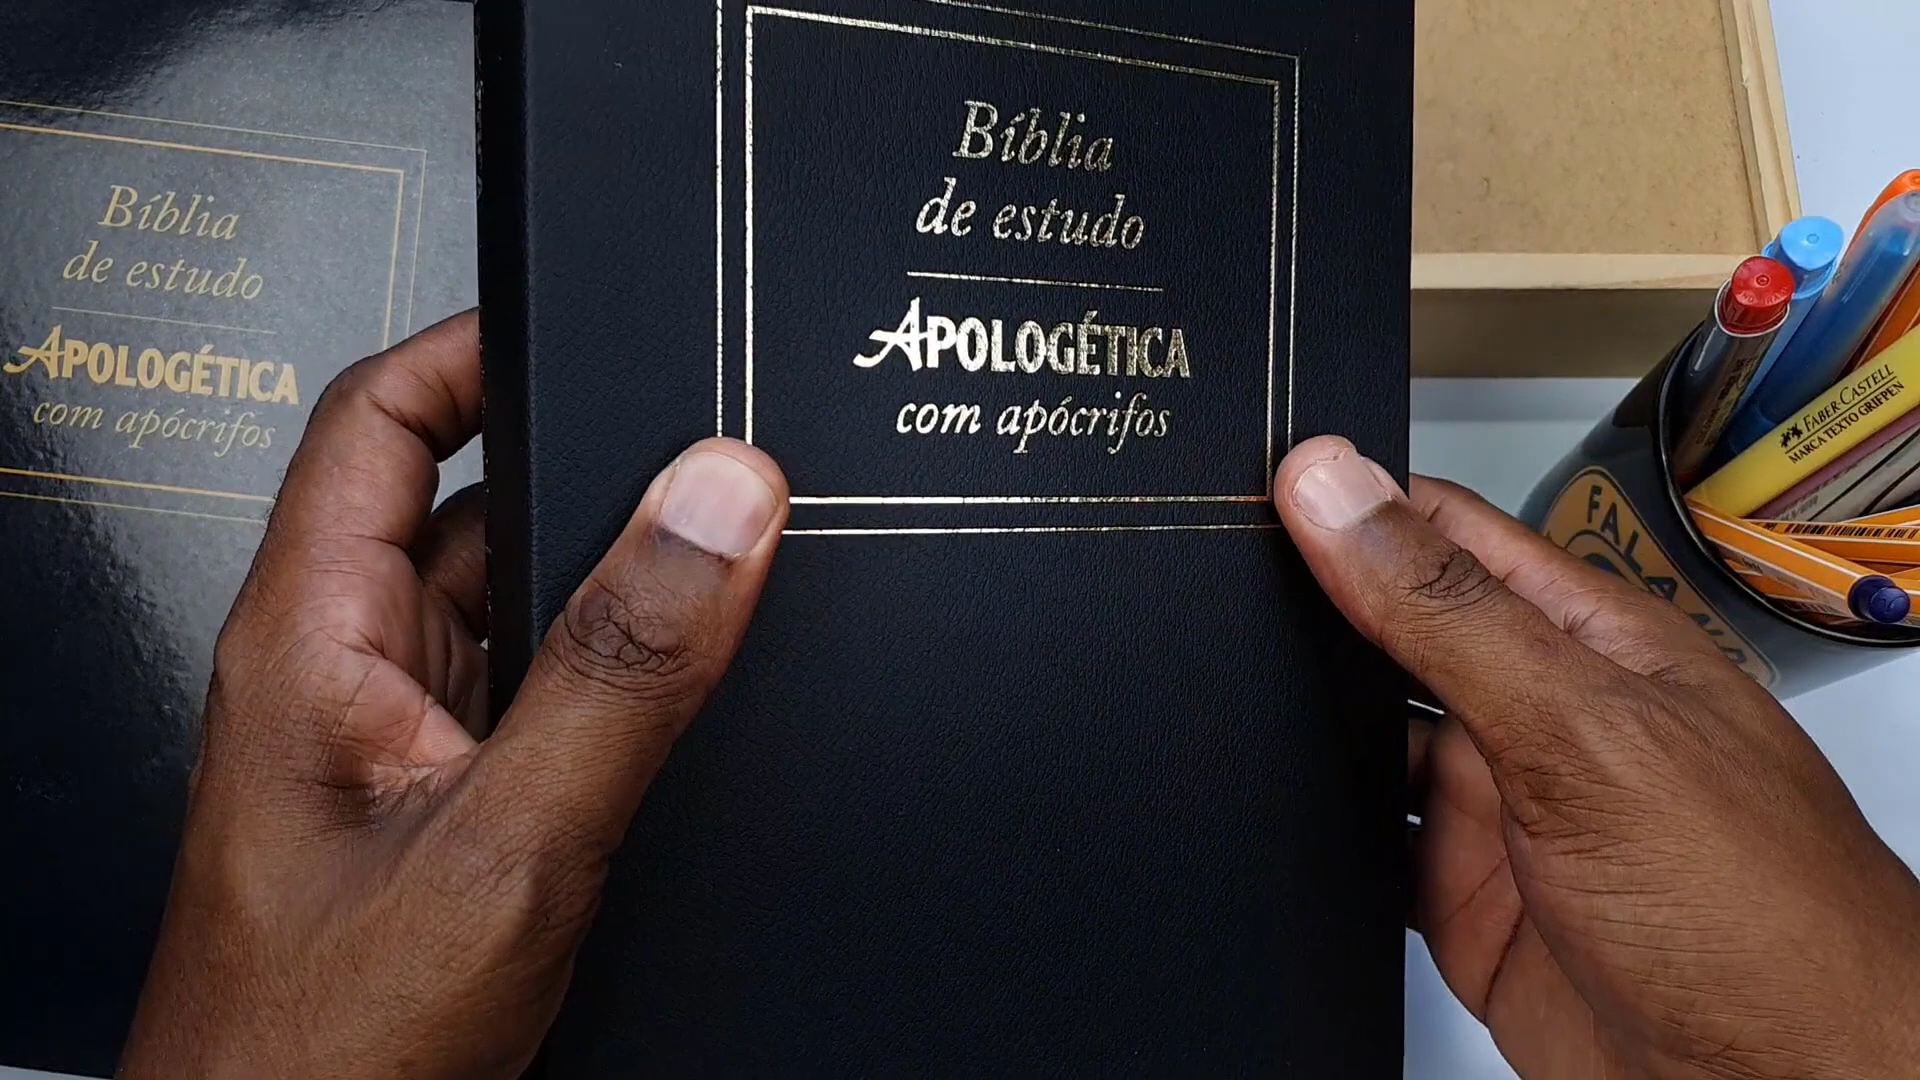 Bíblia
de estudo
APOLOGÉTICA
com apócrifos
Bíblia
de estudo
APOLOGÉTICA
com apócrifos
FABER-CASTELL
MARCA TEXTO GRIFPEN